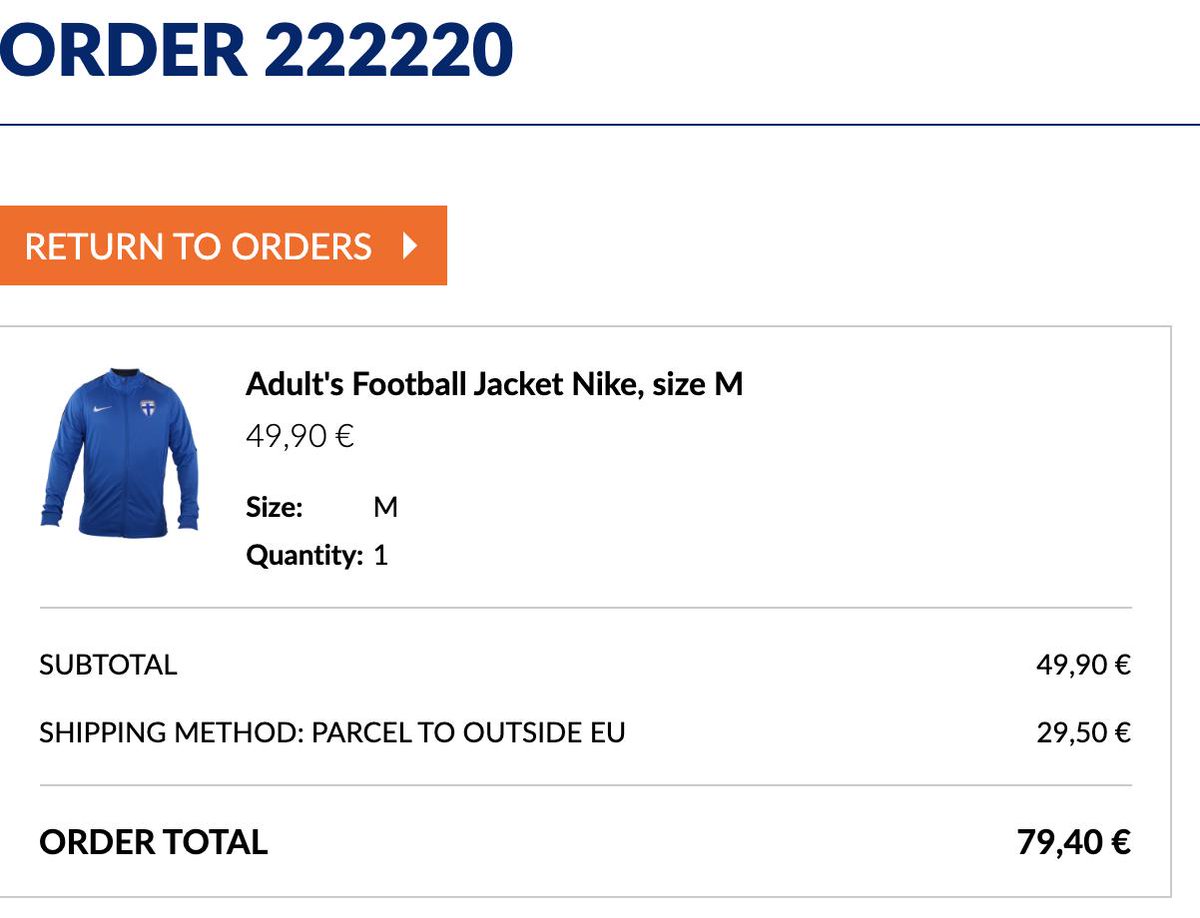 ORDER 222220
RETURN TO ORDERS
Adult's Football Jacket Nike, size M
49,90 €
Size: M
Quantity: 1
SUBTOTAL 49,90 €
SHIPPING METHOD: PARCEL TO OUTSIDE EU 29,50 €
ORDER TOTAL 79,40 €